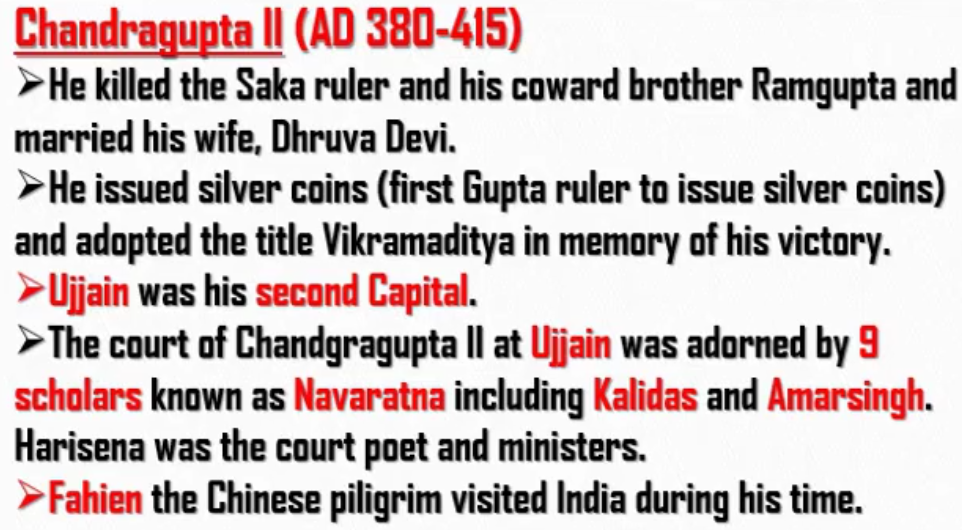 Chandragupta II (AD 380-415)
➢He killed the Saka ruler and his coward brother Ramgupta and
married his wife, Dhruva Devi.
➢He issued silver coins (first Gupta ruler to issue silver coins)
and adopted the title Vikramaditya in memory of his victory.
➢Ujjain was his second Capital.
➢The court of Chandgragupta II at Ujjain was adorned by 9
scholars known as Navaratna including Kalidas and Amarsingh.
Harisena was the court poet and ministers.
➢Fahien the Chinese piligrim visited India during his time.